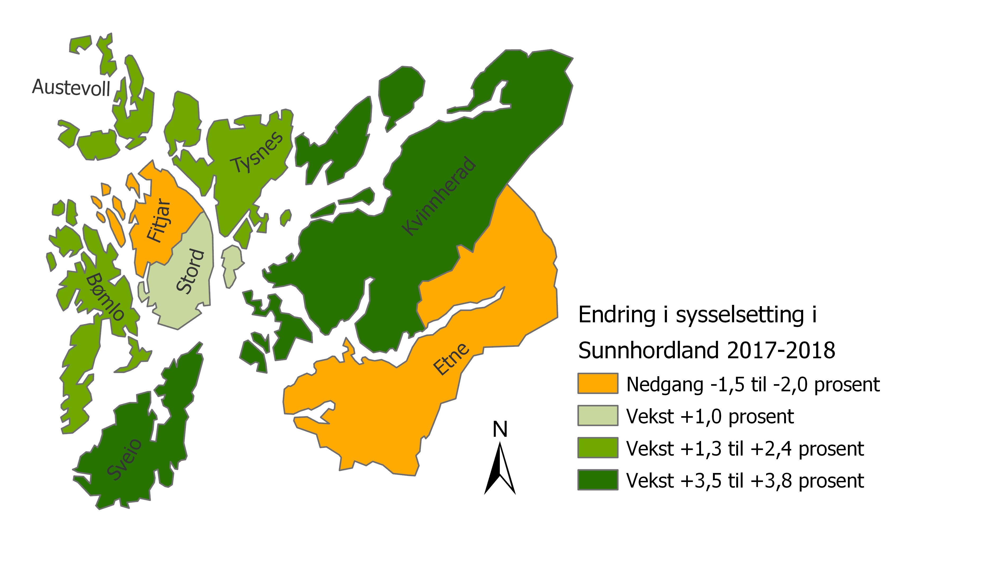 Austevoll
Tysnes
Kvinnherad
Fitjar
Stord
Bømlo
Etne
Sveio
N
Endring i sysselsetting i
Sunnhordland 2017-2018
Nedgang -1,5 til -2,0 prosent
Vekst +1,0 prosent
Vekst +1,3 til +2,4 prosent
Vekst +3,5 til +3,8 prosent